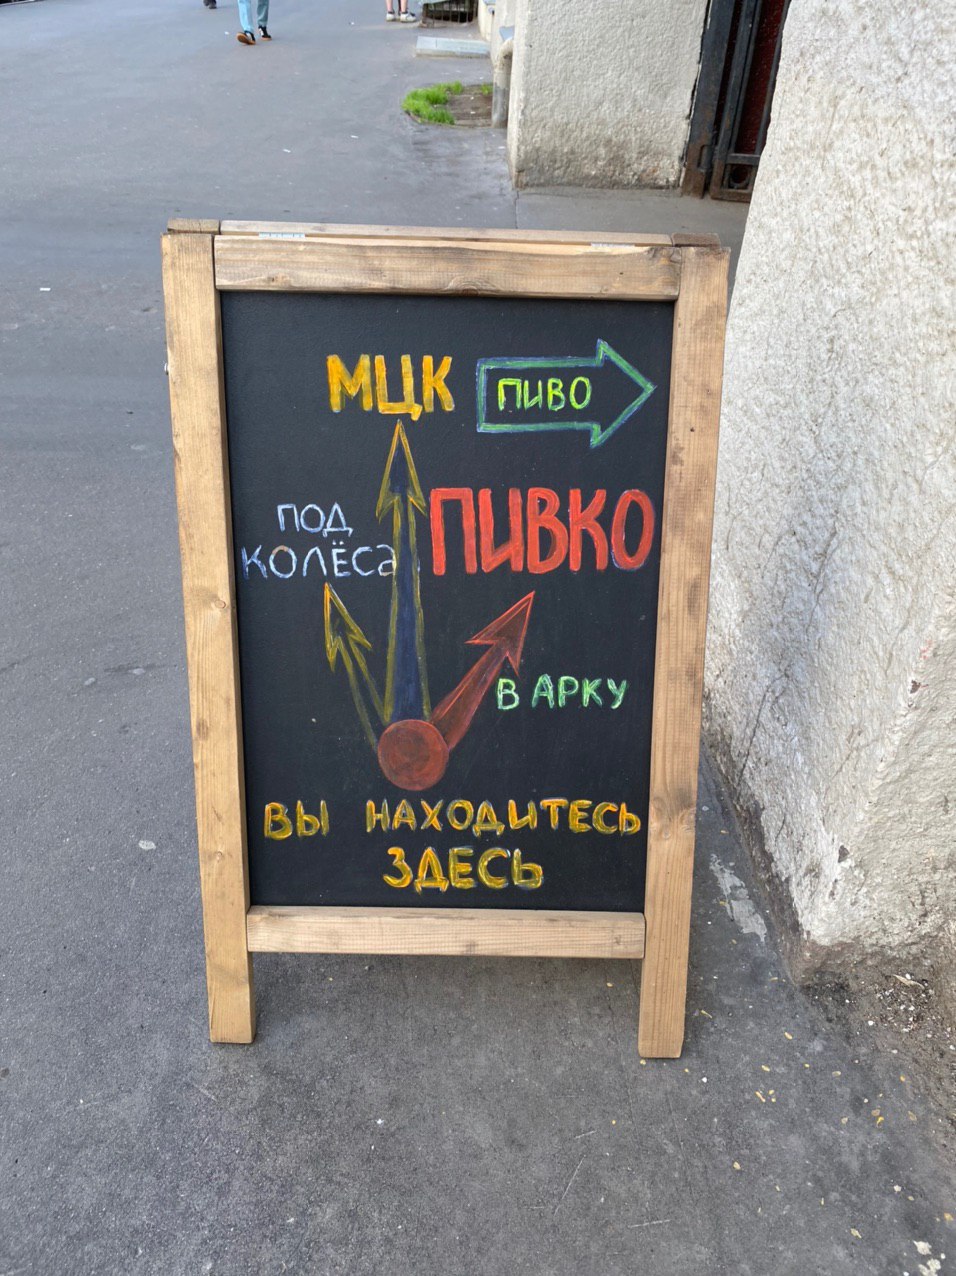 МЦК
ПИВО
ПОД
КОЛЁСА
ПИВКО
В АРКУ
ВЫ НАХОДИТЕСЬ
ЗДЕСЬ